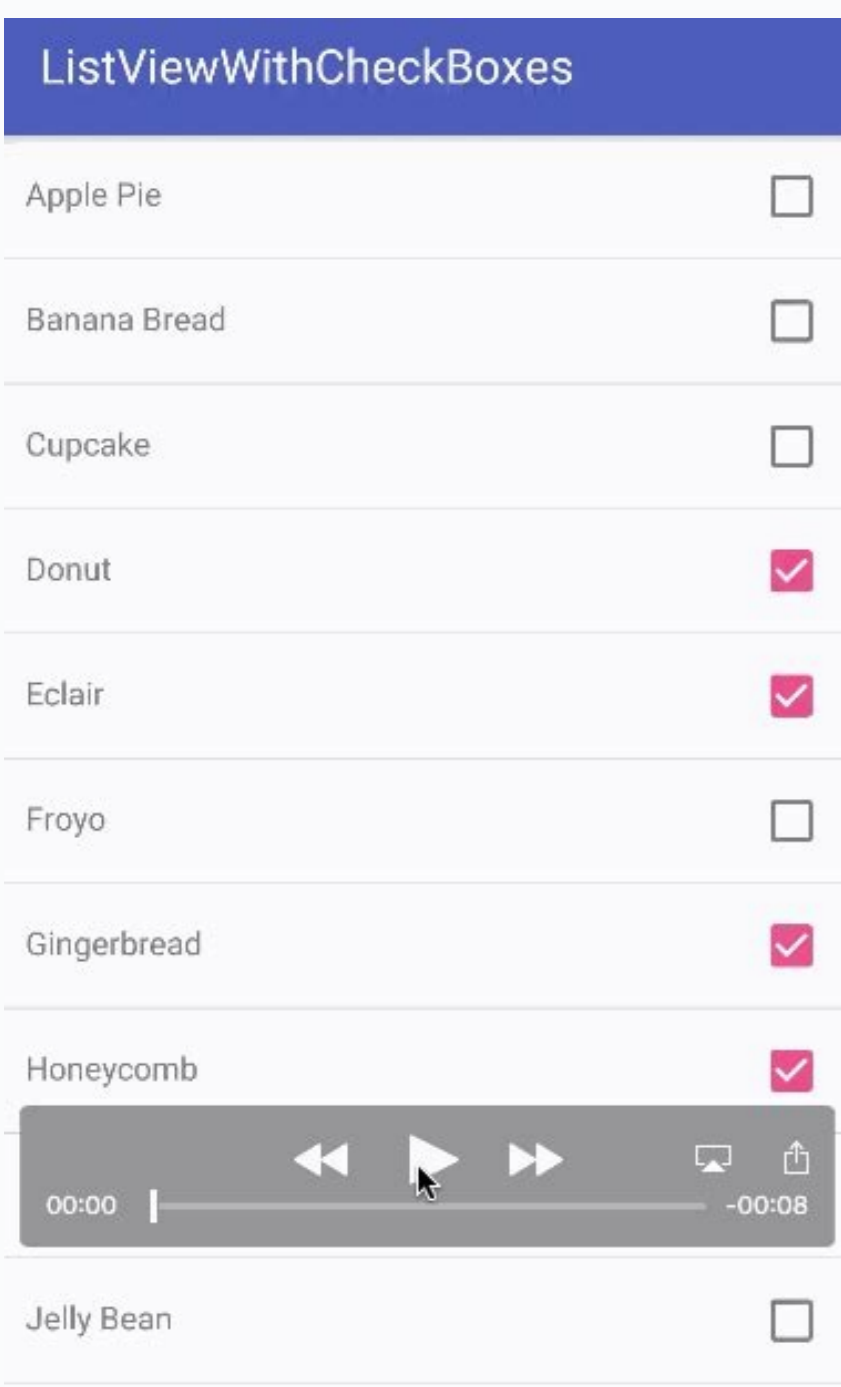 ListViewWithCheckBoxes
Apple Pie
Banana Bread
Cupcake
Donut
Eclair
Froyo
Gingerbread
Honeycomb
00:00 -00:08
Jelly Bean